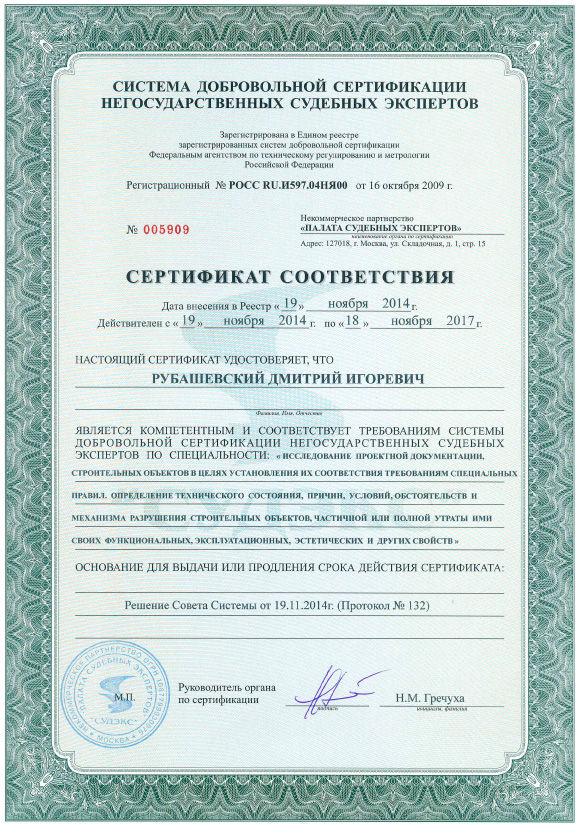 СИСТЕМА ДОБРОВОЛЬНОЙ СЕРТИФИКАЦИИ
НЕГОСУДАРСТВЕННЫХ СУДЕБНЫХ ЭКСПЕРТОВ
Зарегистрирована в Едином реестре
зарегистрированных систем добровольной сертификации
Федеральным агентством по техническому регулированию и метрологии
Российской Федерации
Регистрационный № РОСС RU.И597.04НЯ00 от 16 октября 2009 г.
№ 005909
Некоммерческое партнерство
«ПАЛАТА СУДЕБНЫХ ЭКСПЕРТОВ»
наименование органа по сертификации
Адрес: 127018, г. Москва, ул. Складочная, д. 1, стр. 15
СЕРТИФИКАТ СООТВЕТСТВИЯ
Дата внесения в Реестр « 19 » ноября 2014 г.
Действителен с « 19 » ноября 2014 г. по « 18 » ноября 2017 г.
НАСТОЯЩИЙ СЕРТИФИКАТ УДОСТОВЕРЯЕТ, ЧТО
РУБАШЕВСКИЙ ДМИТРИЙ ИГОРЕВИЧ
Фамилия, Имя, Отчество
ЯВЛЯЕТСЯ КОМПЕТЕНТНЫМ И СООТВЕТСТВУЕТ ТРЕБОВАНИЯМ СИСТЕМЫ
ДОБРОВОЛЬНОЙ СЕРТИФИКАЦИИ НЕГОСУДАРСТВЕННЫХ СУДЕБНЫХ
ЭКСПЕРТОВ ПО СПЕЦИАЛЬНОСТИ: « ИССЛЕДОВАНИЕ ПРОЕКТНОЙ ДОКУМЕНТАЦИИ,
СТРОИТЕЛЬНЫХ ОБЪЕКТОВ В ЦЕЛЯХ УСТАНОВЛЕНИЯ ИХ СООТВЕТСТВИЯ ТРЕБОВАНИЯМ СПЕЦИАЛЬНЫХ
ПРАВИЛ. ОПРЕДЕЛЕНИЕ ТЕХНИЧЕСКОГО СОСТОЯНИЯ, ПРИЧИН, УСЛОВИЙ, ОБСТОЯТЕЛЬСТВ И
МЕХАНИЗМА РАЗРУШЕНИЯ СТРОИТЕЛЬНЫХ ОБЪЕКТОВ, ЧАСТИЧНОЙ ИЛИ ПОЛНОЙ УТРАТЫ ИМИ
СВОИХ ФУНКЦИОНАЛЬНЫХ, ЭКСПЛУАТАЦИОННЫХ, ЭСТЕТИЧЕСКИХ И ДРУГИХ СВОЙСТВ »
ОСНОВАНИЕ ДЛЯ ВЫДАЧИ ИЛИ ПРОДЛЕНИЯ СРОКА ДЕЙСТВИЯ СЕРТИФИКАТА:
Решение Совета Системы от 19.11.2014г. (Протокол № 132)
НЕКОММЕРЧЕСКОЕ ПАРТНЕРСТВО
ПАЛАТА СУДЕБНЫХ ЭКСПЕРТОВ
"СУДЭКС"
МОСКВА
М.П.
Руководитель органа
по сертификации
подпись
Н.М. Гречуха
инициалы, фамилия